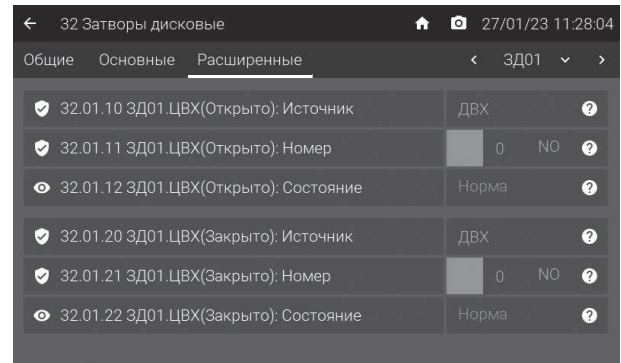 32 Затворы дисковые 27/01/23 11:28:04
Общие Основные Расширенные ЗД01
32.01.10 ЗД01.ЦВХ(Открыто): Источник ДВХ
32.01.11 ЗД01.ЦВХ(Открыто): Номер 0 NO
32.01.12 ЗД01.ЦВХ(Открыто): Состояние Норма
32.01.20 ЗД01.ЦВХ(Закрыто): Источник ДВХ
32.01.21 ЗД01.ЦВХ(Закрыто): Номер 0 NO
32.01.22 ЗД01.ЦВХ(Закрыто): Состояние Норма